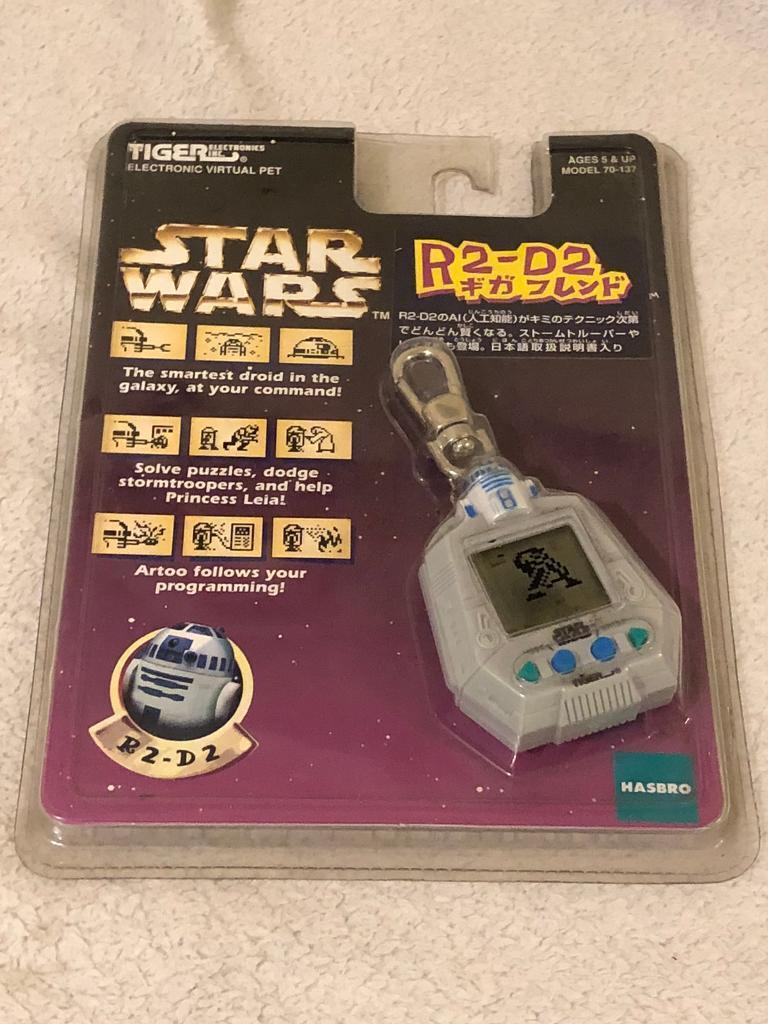 TIGER ELECTRONICS INC.®
ELECTRONIC VIRTUAL PET
AGES 5 & UP
MODEL 70-137
STAR
WARS™
R2-D2
ギガ フレンド
R2-D2のAI(人工知能)がキミのテクニック次第
でどんどん賢くなる。ストームトルーパーや
も登場。日本語取扱説明書入り
The smartest droid in the
galaxy, at your command!
Solve puzzles, dodge
stormtroopers, and help
Princess Leia!
Artoo follows your
programming!
R2-D2
STAR
WARS
TIGER
HASBRO